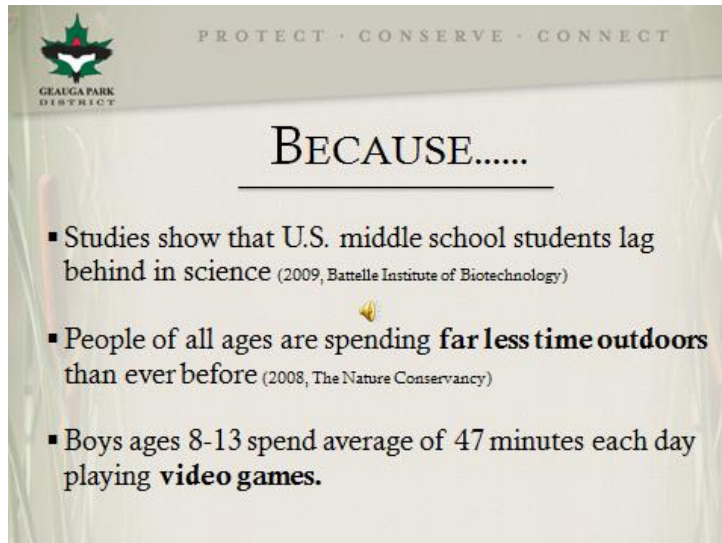 PROTECT · CONSERVE · CONNECT
GEAUGA PARK
DISTRICT
BECAUSE......
▪ Studies show that U.S. middle school students lag
behind in science (2009, Battelle Institute of Biotechnology)
▪ People of all ages are spending far less time outdoors
than ever before (2008, The Nature Conservancy)
▪ Boys ages 8-13 spend average of 47 minutes each day
playing video games.